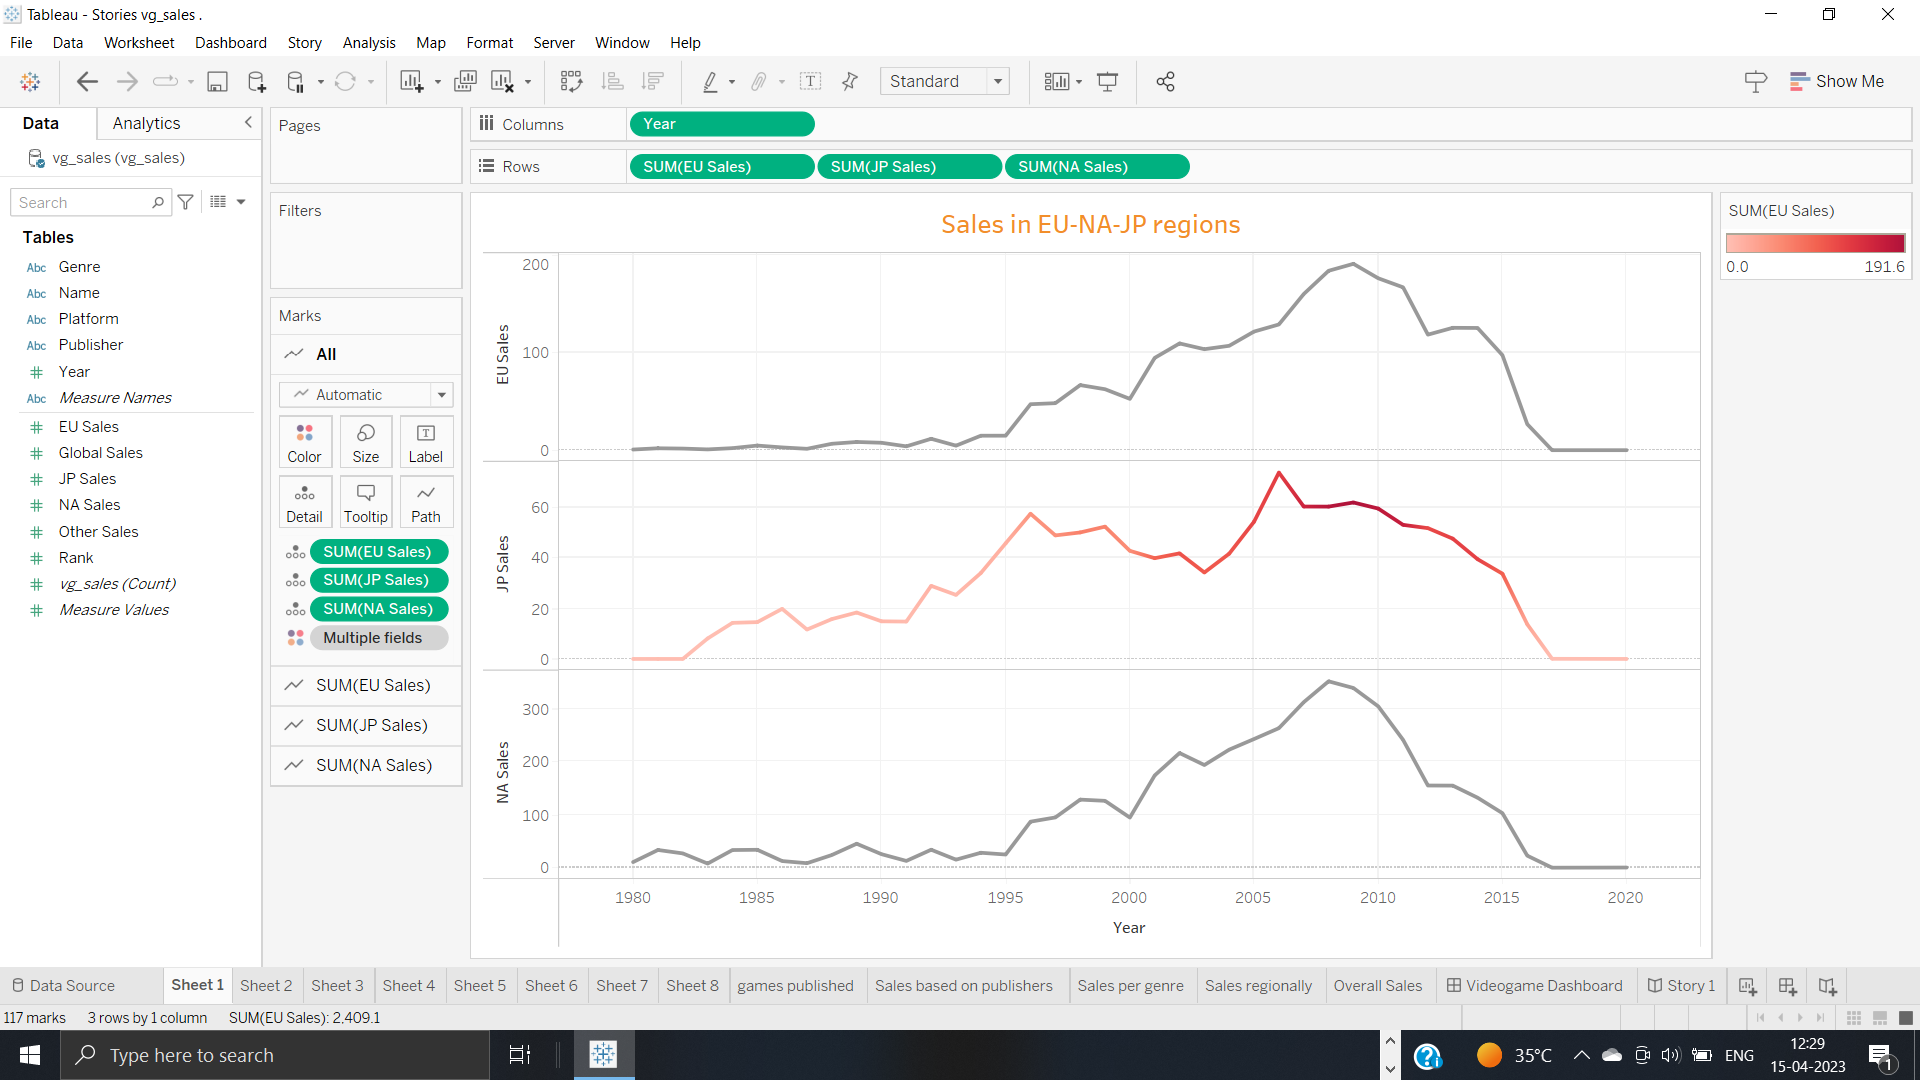 Tableau - Stories vg_sales .
File Data Worksheet Dashboard Story Analysis Map Format Server Window Help
Standard
Show Me
Data Analytics
vg_sales (vg_sales)
Search
Tables
Abc Genre
Abc Name
Abc Platform
Abc Publisher
# Year
Abc Measure Names
# EU Sales
# Global Sales
# JP Sales
# NA Sales
# Other Sales
# Rank
# vg_sales (Count)
# Measure Values
Pages
Filters
Marks
All
Automatic
Color Size Label
Detail Tooltip Path
SUM(EU Sales)
SUM(JP Sales)
SUM(NA Sales)
Multiple fields
SUM(EU Sales)
SUM(JP Sales)
SUM(NA Sales)
Columns Year
Rows SUM(EU Sales) SUM(JP Sales) SUM(NA Sales)
Sales in EU-NA-JP regions
EU Sales
200
100
0
JP Sales
60
40
20
0
NA Sales
300
200
100
0
1980 1985 1990 1995 2000 2005 2010 2015 2020
Year
SUM(EU Sales)
0.0 191.6
Data Source Sheet 1 Sheet 2 Sheet 3 Sheet 4 Sheet 5 Sheet 6 Sheet 7 Sheet 8 games published Sales based on publishers Sales per genre Sales regionally Overall Sales Videogame Dashboard Story 1
117 marks 3 rows by 1 column SUM(EU Sales): 2,409.1
Type here to search
35°C ENG
12:29
15-04-2023
1